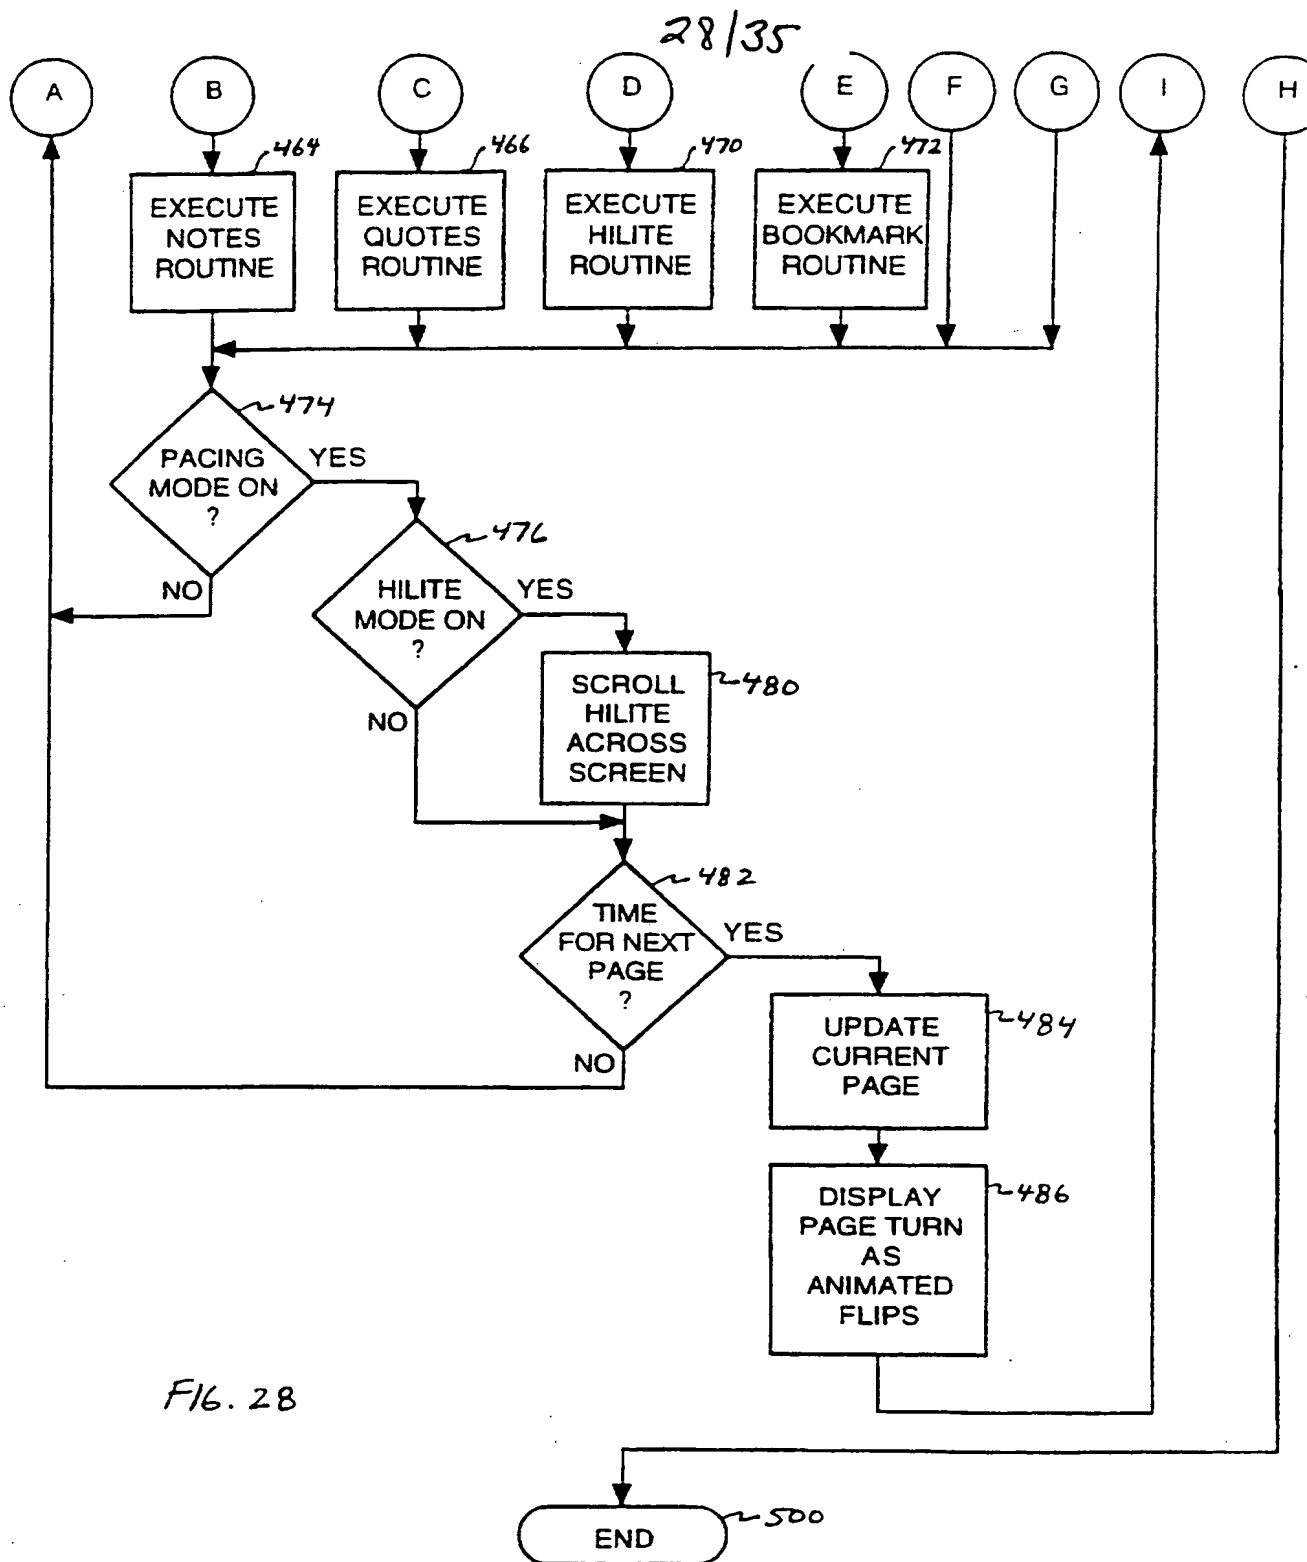 28/35
A B C D E F G I H
464
466
470
472
EXECUTE
NOTES
ROUTINE
EXECUTE
QUOTES
ROUTINE
EXECUTE
HILITE
ROUTINE
EXECUTE
BOOKMARK
ROUTINE
474
PACING
MODE ON
?
YES
NO
476
HILITE
MODE ON
?
YES
NO
480
SCROLL
HILITE
ACROSS
SCREEN
482
TIME
FOR NEXT
PAGE
?
YES
NO
484
UPDATE
CURRENT
PAGE
486
DISPLAY
PAGE TURN
AS
ANIMATED
FLIPS
FIG. 28
END
500